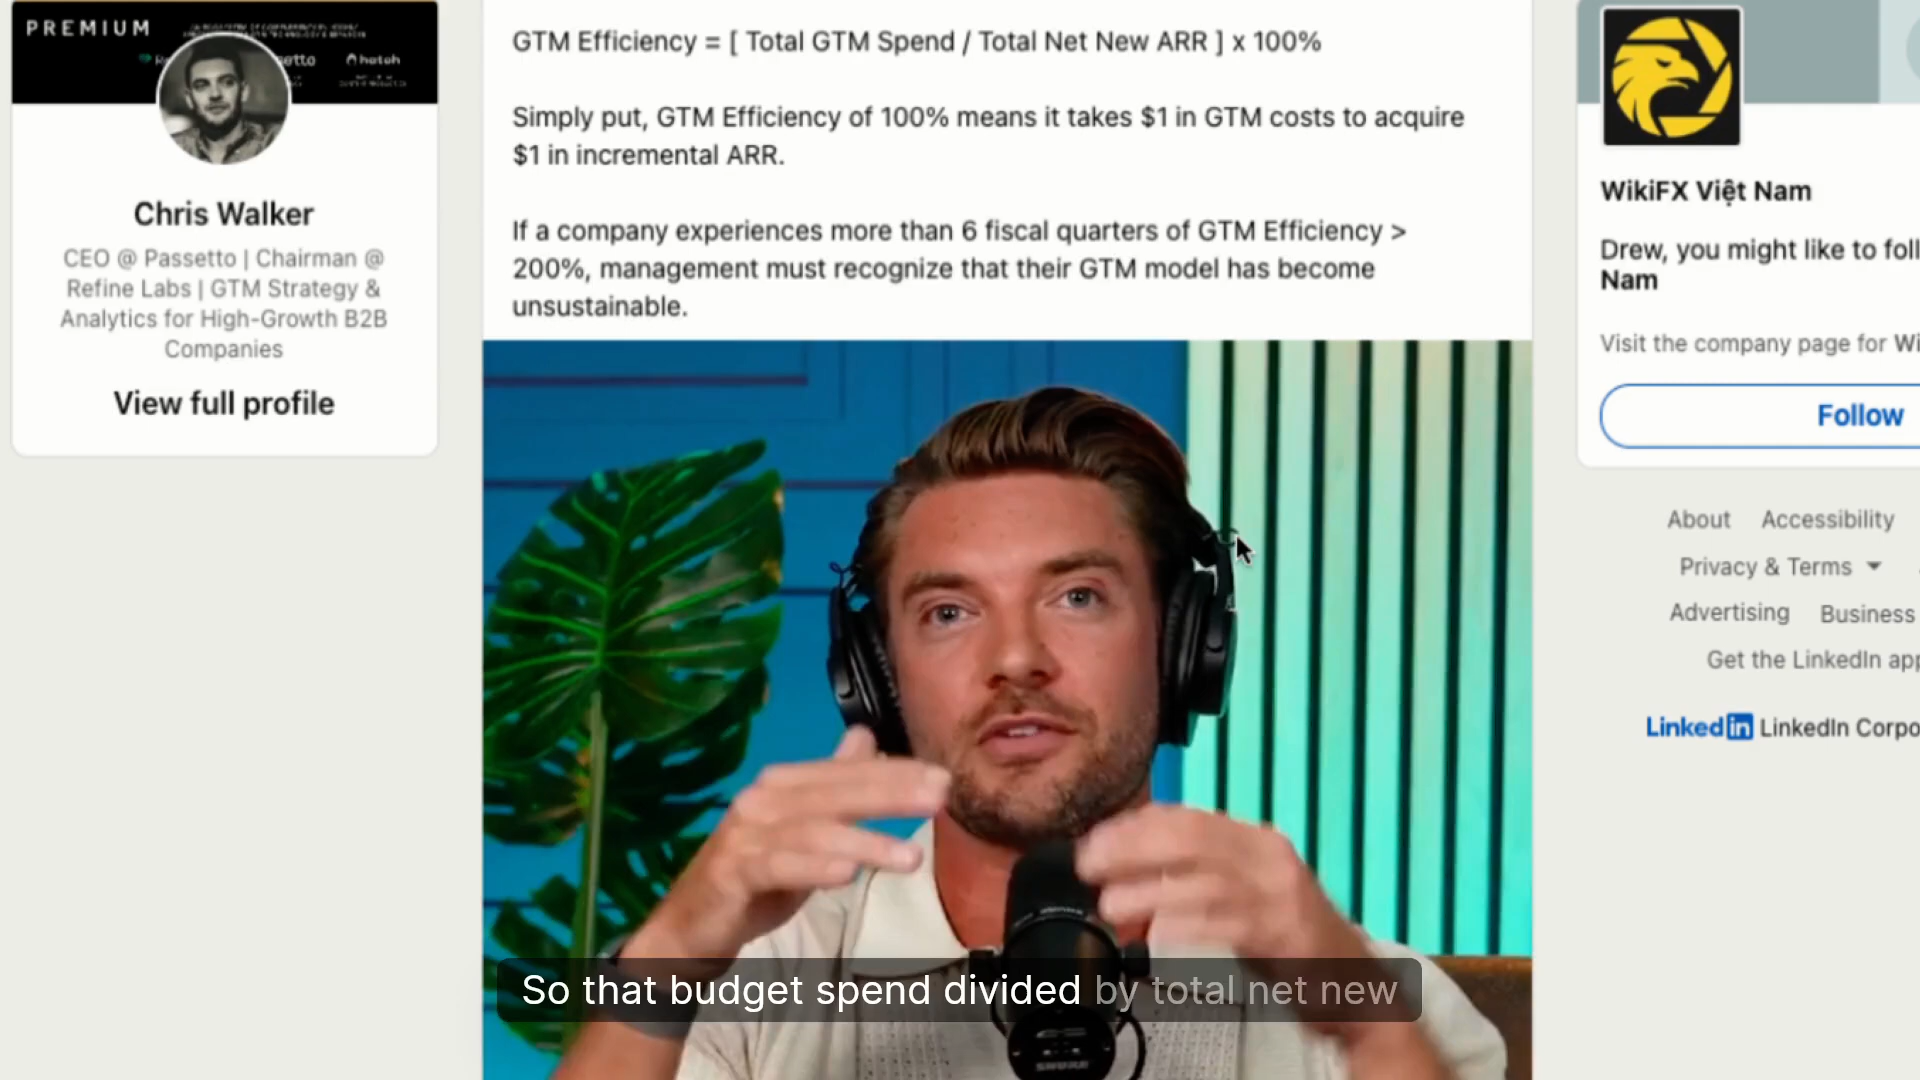 PREMIUM
hatch
Chris Walker
CEO @ Passetto | Chairman @
Refine Labs | GTM Strategy &
Analytics for High-Growth B2B
Companies
View full profile
GTM Efficiency = [ Total GTM Spend / Total Net New ARR ] x 100%
Simply put, GTM Efficiency of 100% means it takes $1 in GTM costs to acquire
$1 in incremental ARR.
If a company experiences more than 6 fiscal quarters of GTM Efficiency >
200%, management must recognize that their GTM model has become
unsustainable.
So that budget spend divided by total net new
SHURE
WikiFX Việt Nam
Drew, you might like to foll
Nam
Visit the company page for Wi
Follow
About Accessibility
Privacy & Terms
Advertising Business
Get the LinkedIn app
LinkedIn LinkedIn Corpo